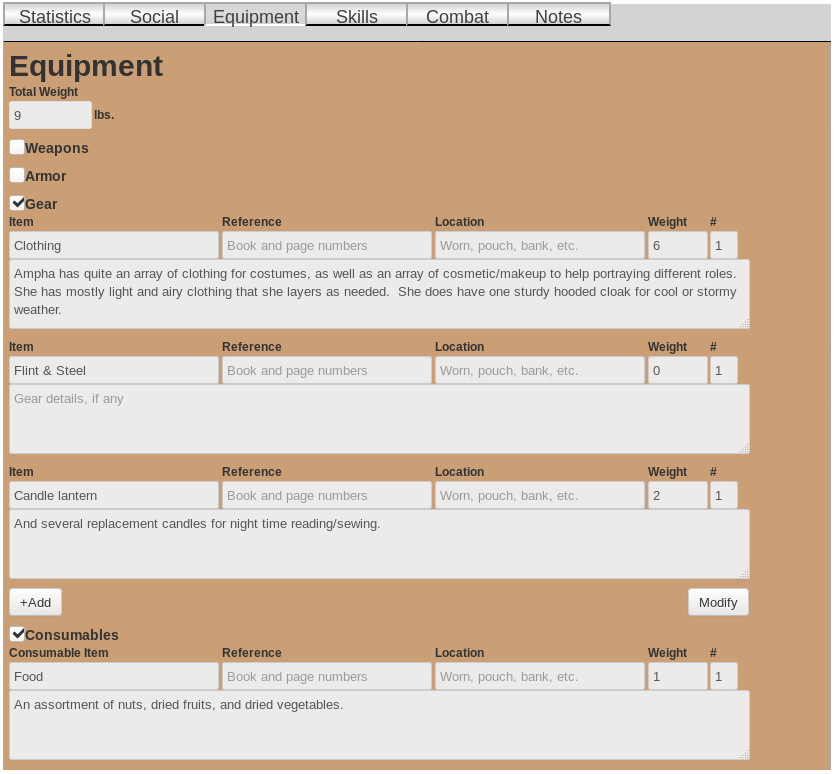 Statistics Social Equipment Skills Combat Notes
Equipment
Total Weight
9 lbs.
Weapons
Armor
Gear
Item Reference Location Weight #
Clothing Book and page numbers Worn, pouch, bank, etc. 6 1
Ampha has quite an array of clothing for costumes, as well as an array of cosmetic/makeup to help portraying different roles.
She has mostly light and airy clothing that she layers as needed.  She does have one sturdy hooded cloak for cool or stormy
weather.
Item Reference Location Weight #
Flint & Steel Book and page numbers Worn, pouch, bank, etc. 0 1
Gear details, if any
Item Reference Location Weight #
Candle lantern Book and page numbers Worn, pouch, bank, etc. 2 1
And several replacement candles for night time reading/sewing.
+Add Modify
Consumables
Consumable Item Reference Location Weight #
Food Book and page numbers Worn, pouch, bank, etc. 1 1
An assortment of nuts, dried fruits, and dried vegetables.